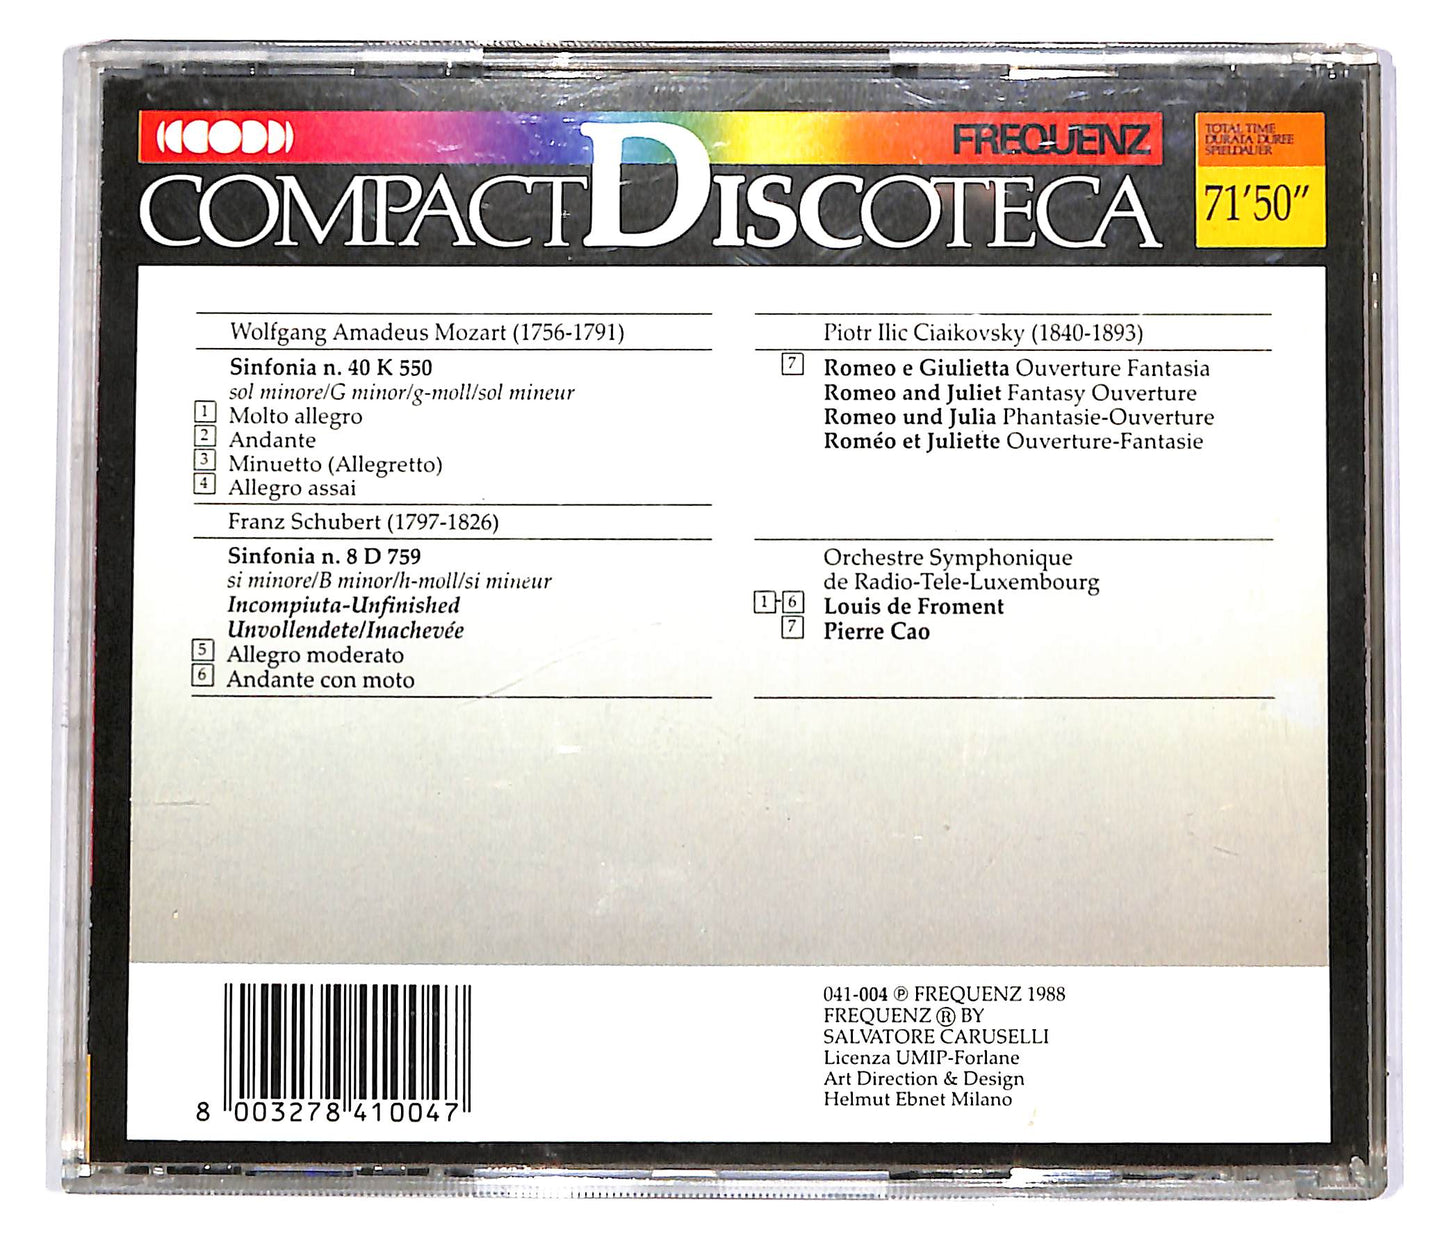 FREQUENZ
COMPACT DISCOTECA
TOTAL TIME
DURATA DUREE
SPIELDAUER
71'50"
Wolfgang Amadeus Mozart (1756-1791)
Sinfonia n. 40 K 550
sol minore/G minor/g-moll/sol mineur
1 Molto allegro
2 Andante
3 Minuetto (Allegretto)
4 Allegro assai
Franz Schubert (1797-1826)
Sinfonia n. 8 D 759
si minore/B minor/h-moll/si mineur
Incompiuta-Unfinished
Unvollendete/Inachevée
5 Allegro moderato
6 Andante con moto
Piotr Ilic Ciaikovsky (1840-1893)
7 Romeo e Giulietta Ouverture Fantasia
Romeo and Juliet Fantasy Ouverture
Romeo und Julia Phantasie-Ouverture
Roméo et Juliette Ouverture-Fantasie
Orchestre Symphonique
de Radio-Tele-Luxembourg
1-6 Louis de Froment
7 Pierre Cao
8 003278 410047
041-004 ℗ FREQUENZ 1988
FREQUENZ ® BY
SALVATORE CARUSELLI
Licenza UMIP-Forlane
Art Direction & Design
Helmut Ebnet Milano